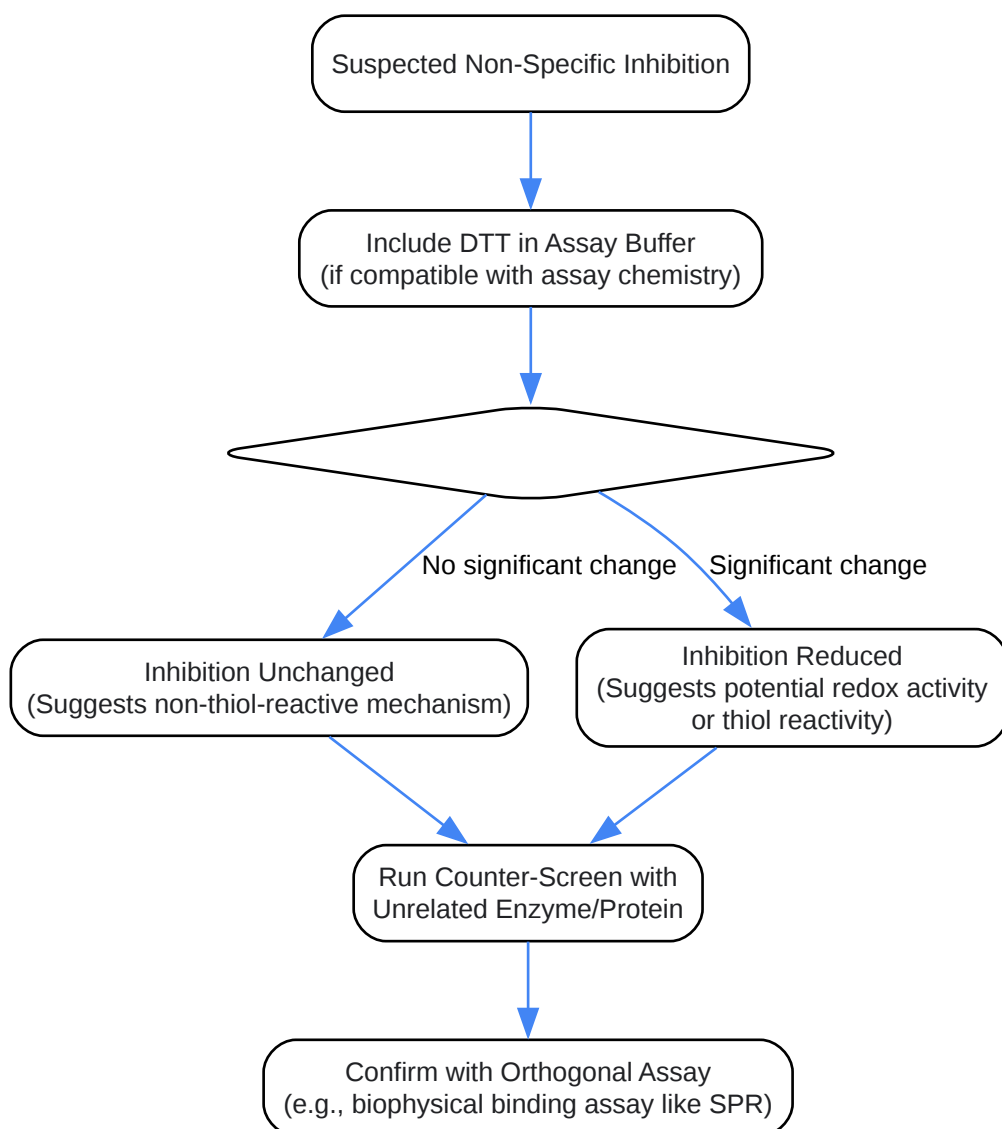 Suspected Non-Specific Inhibition
Include DTT in Assay Buffer
(if compatible with assay chemistry)
No significant change
Significant change
Inhibition Unchanged
(Suggests non-thiol-reactive mechanism)
Inhibition Reduced
(Suggests potential redox activity
or thiol reactivity)
Run Counter-Screen with
Unrelated Enzyme/Protein
Confirm with Orthogonal Assay
(e.g., biophysical binding assay like SPR)